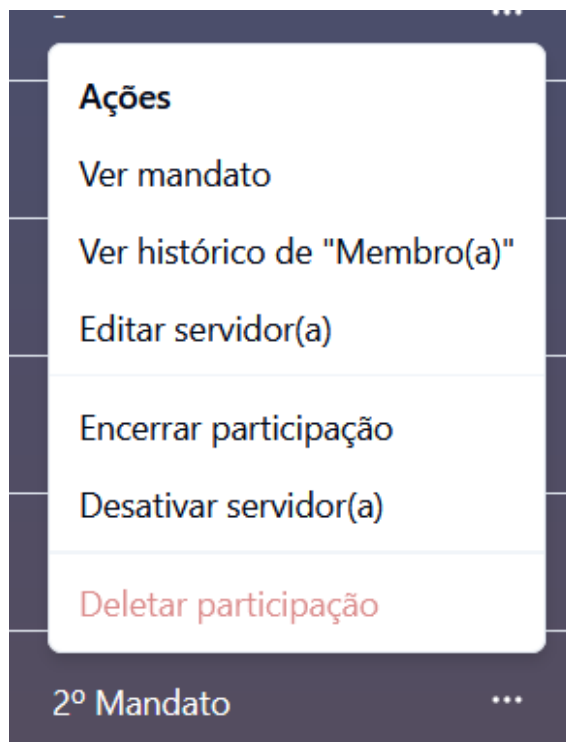 ...
Ações
Ver mandato
Ver histórico de "Membro(a)"
Editar servidor(a)
Encerrar participação
Desativar servidor(a)
Deletar participação
2º Mandato ...